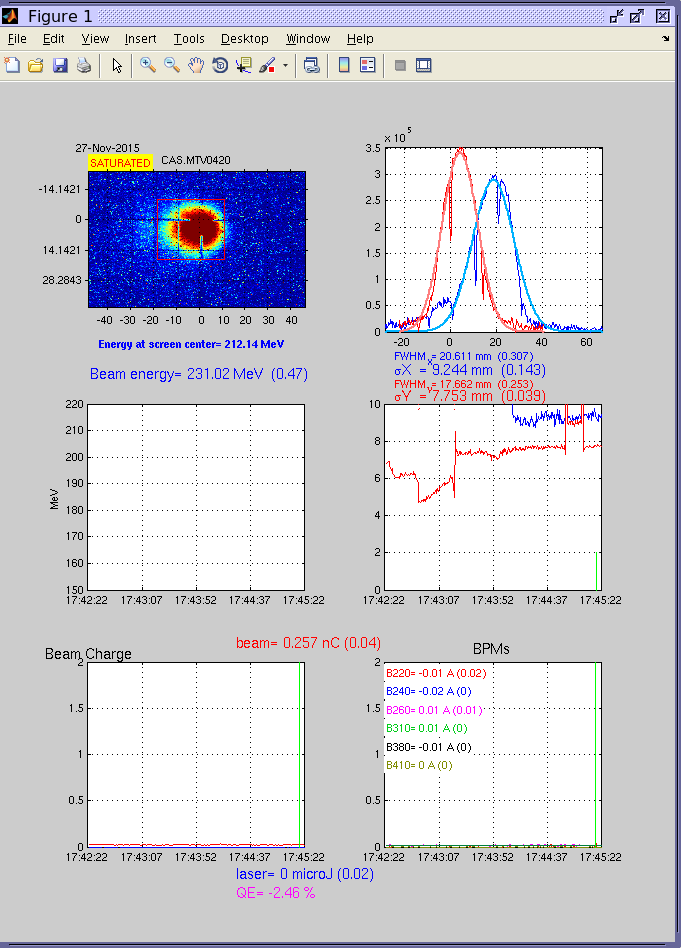 Figure 1
File Edit View Insert Tools Desktop Window Help
27-Nov-2015
SATURATED CAS.MTV0420
-14.1421
0
14.1421
28.2843
-40 -30 -20 -10 0 10 20 30 40
Energy at screen center= 212.14 MeV
Beam energy= 231.02 MeV (0.47)
x 10^5
3.5
3
2.5
2
1.5
1
0.5
0
-20 0 20 40 60
FWHM_X = 20.611 mm (0.307)
σX = 9.244 mm (0.143)
FWHM_Y = 17.662 mm (0.253)
σY = 7.753 mm (0.039)
220
210
200
190
180
170
160
150
MeV
17:42:22 17:43:07 17:43:52 17:44:37 17:45:22
10
8
6
4
2
0
17:42:22 17:43:07 17:43:52 17:44:37 17:45:22
beam= 0.257 nC (0.04)
Beam Charge
2
1.5
1
0.5
0
17:42:22 17:43:07 17:43:52 17:44:37 17:45:22
BPMs
2
1.5
1
0.5
0
B220= -0.01 A (0.02)
B240= -0.02 A (0)
B260= 0.01 A (0.01)
B310= 0.01 A (0)
B380= -0.01 A (0)
B410= 0 A (0)
17:42:22 17:43:07 17:43:52 17:44:37 17:45:22
laser= 0 microJ (0.02)
QE= -2.46 %